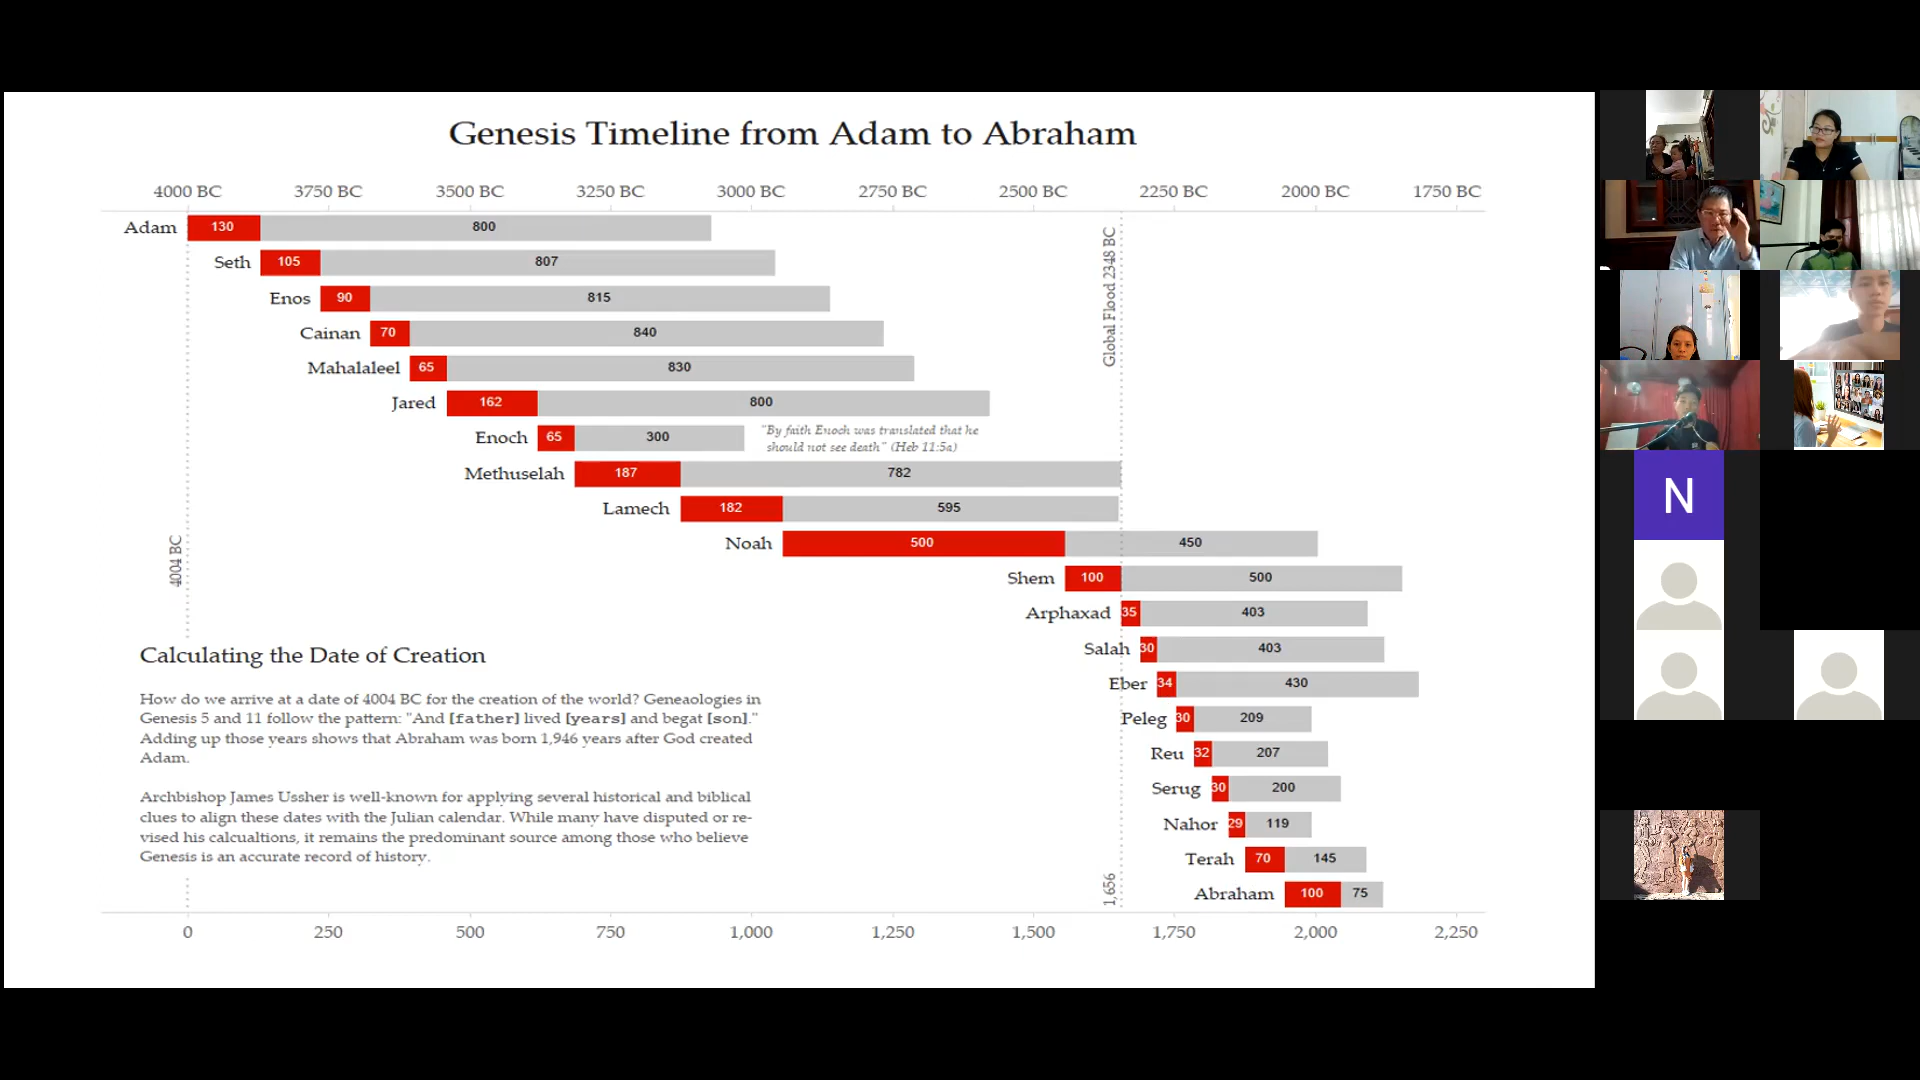 Genesis Timeline from Adam to Abraham
4000 BC 3750 BC 3500 BC 3250 BC 3000 BC 2750 BC 2500 BC 2250 BC 2000 BC 1750 BC
Adam 130 800
Seth 105 807
Enos 90 815
Cainan 70 840
Mahalaleel 65 830
Jared 162 800
Enoch 65 300
"By faith Enoch was translated that he
should not see death" (Heb 11:5a)
Methuselah 187 782
Lamech 182 595
Noah 500 450
Shem 100 500
Arphaxad 35 403
Salah 30 403
Eber 34 430
Peleg 30 209
Reu 32 207
Serug 30 200
Nahor 29 119
Terah 70 145
Abraham 100 75
Global Flood 2348 BC
4004 BC
1,656
Calculating the Date of Creation
How do we arrive at a date of 4004 BC for the creation of the world? Geneaologies in
Genesis 5 and 11 follow the pattern: "And [father] lived [years] and begat [son]."
Adding up those years shows that Abraham was born 1,946 years after God created
Adam.
Archbishop James Ussher is well-known for applying several historical and biblical
clues to align these dates with the Julian calendar. While many have disputed or re-
vised his calcualtions, it remains the predominant source among those who believe
Genesis is an accurate record of history.
0 250 500 750 1,000 1,250 1,500 1,750 2,000 2,250
N